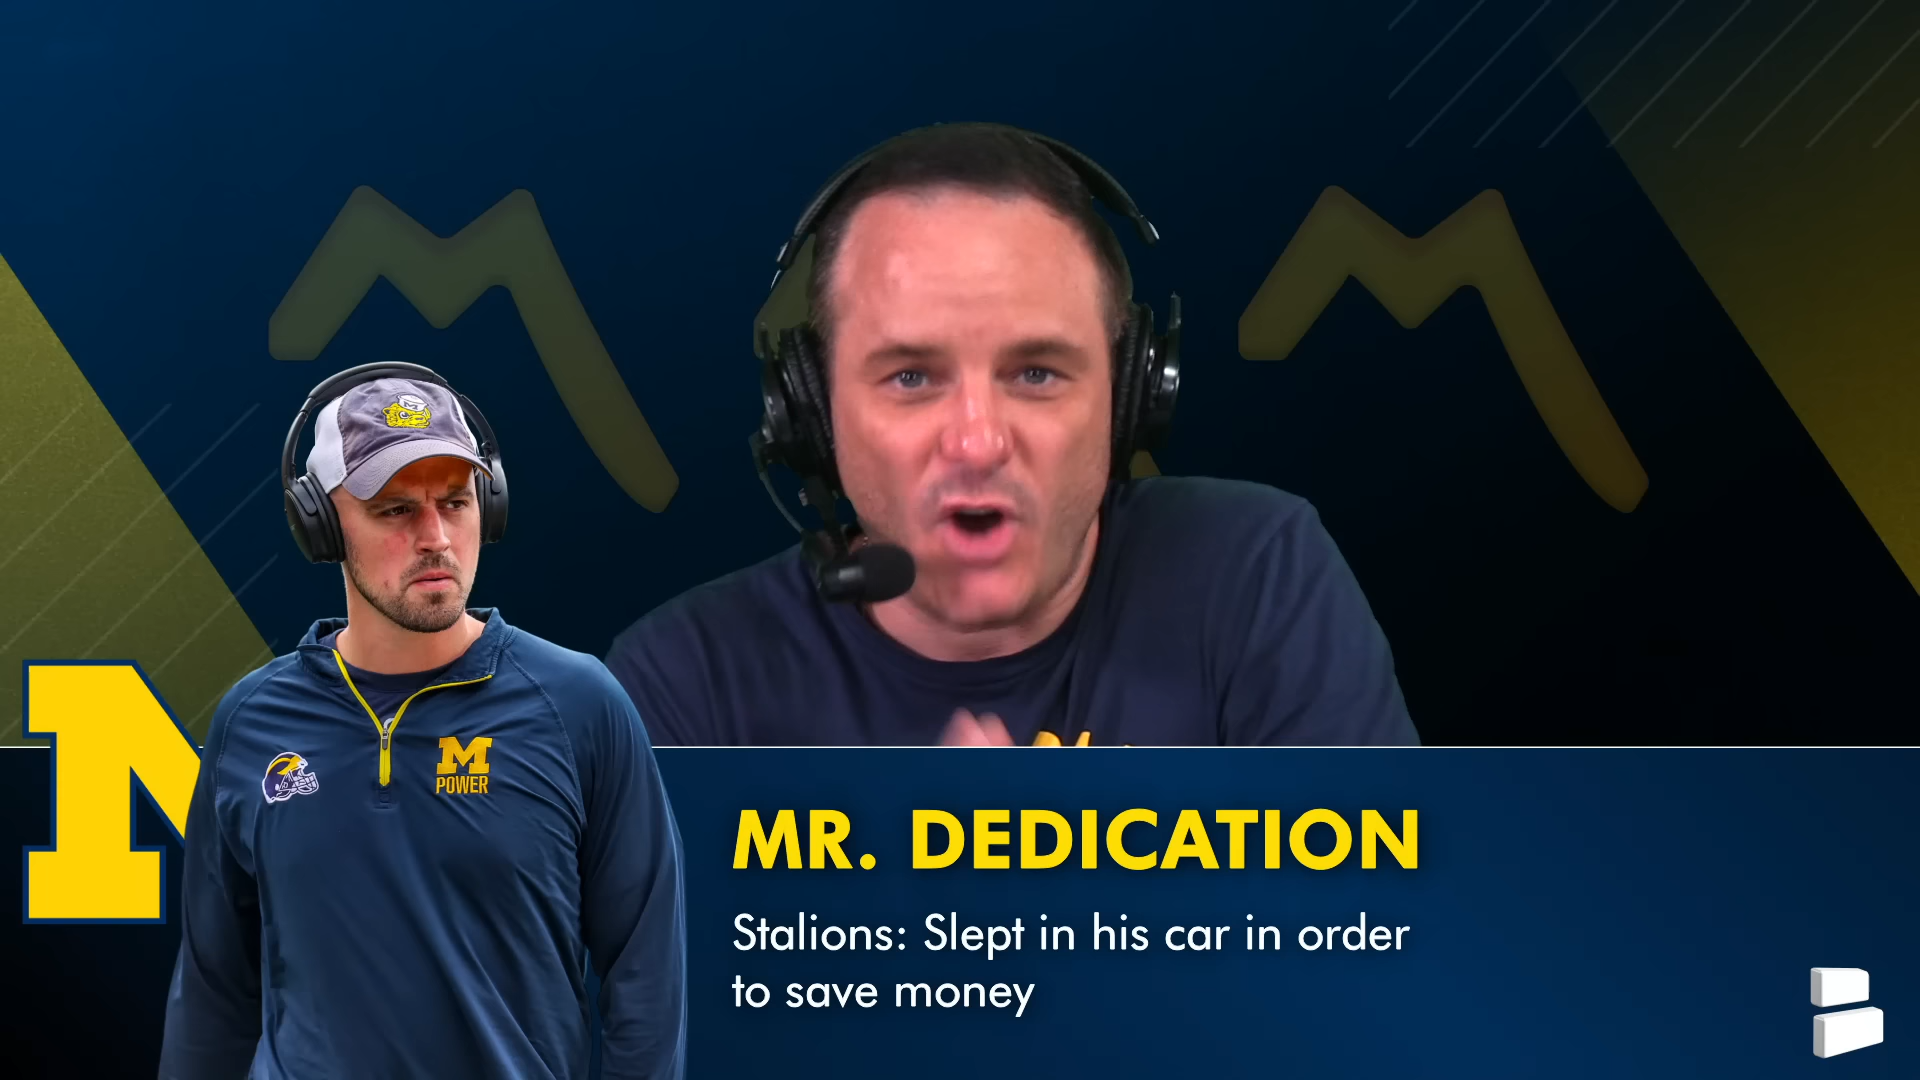 M
POWER
MR. DEDICATION
Stalions: Slept in his car in order
to save money